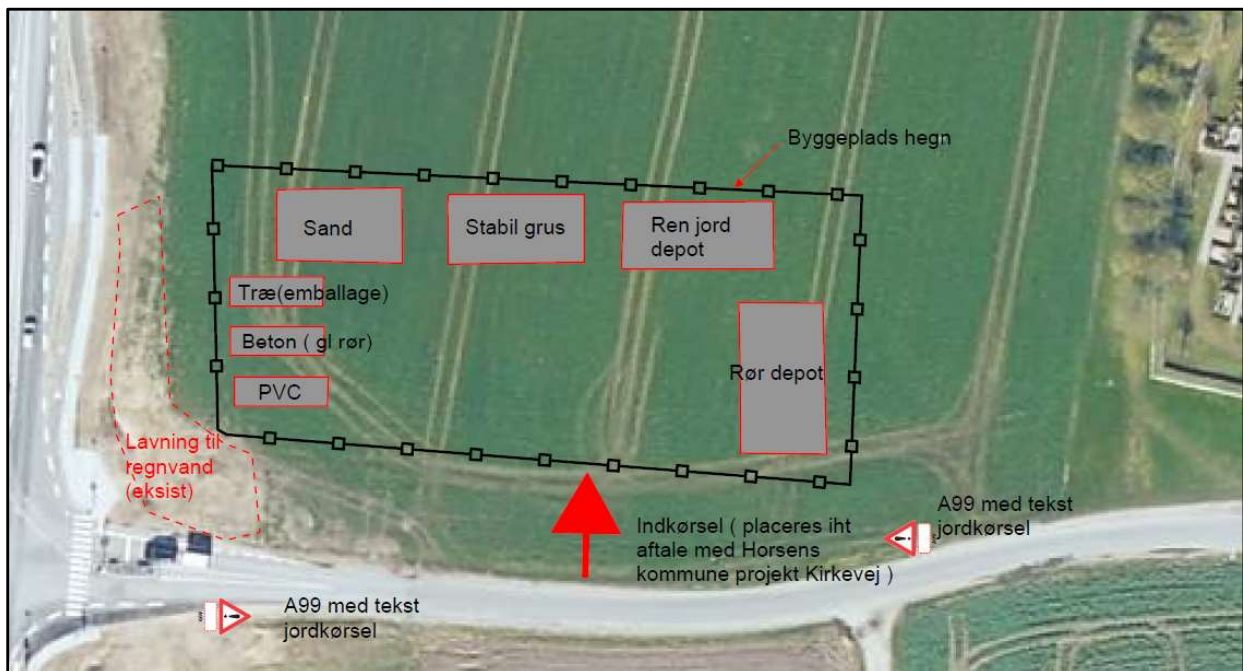 Byggeplads hegn
Sand
Stabil grus
Ren jord
depot
Træ(emballage)
Beton ( gl rør)
PVC
Rør depot
Lavning til
regnvand
(eksist)
Indkørsel ( placeres iht
aftale med Horsens
kommune projekt Kirkevej )
A99 med tekst
jordkørsel
A99 med tekst
jordkørsel